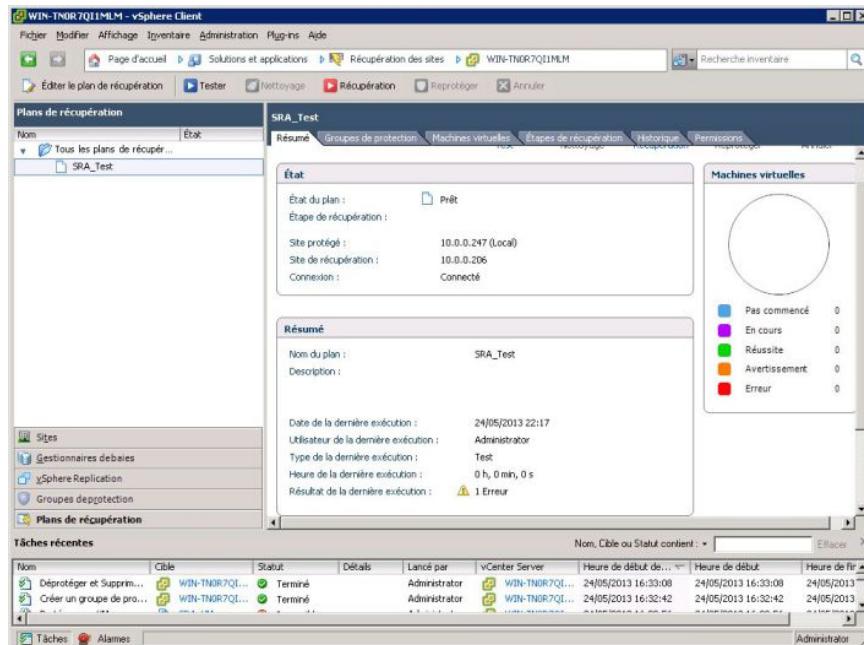 WIN-TN0R7QI1MLM - vSphere Client
Fichier Modifier Affichage Inventaire Administration Plug-ins Aide
Page d'accueil Solutions et applications Récupération des sites WIN-TN0R7QI1MLM Recherche inventaire
Éditer le plan de récupération Tester Nettoyage Récupération Reprotéger Annuler
Plans de récupération
Nom État
Tous les plans de récupér...
SRA_Test
SRA_Test
Résumé Groupes de protection Machines virtuelles Étapes de récupération Historique Permissions
État
État du plan : Prêt
Étape de récupération :
Site protégé : 10.0.0.247 (Local)
Site de récupération : 10.0.0.206
Connexion : Connecté
Machines virtuelles
Pas commencé 0
En cours 0
Réussite 0
Avertissement 0
Erreur 0
Résumé
Nom du plan : SRA_Test
Description :
Date de la dernière exécution : 24/05/2013 22:17
Utilisateur de la dernière exécution : Administrator
Type de la dernière exécution : Test
Heure de la dernière exécution : 0 h, 0 min, 0 s
Résultat de la dernière exécution : 1 Erreur
Sites
Gestionnaires debaies
vSphere Replication
Groupes deprotection
Plans de récupération
Tâches récentes Nom, Cible ou Statut contient : Effacer
Nom Cible Statut Détails Lancé par vCenter Server Heure de début de... Heure de début Heure de fir
Déprotéger et Supprim... WIN-TN0R7QI... Terminé Administrator WIN-TN0R7QI... 24/05/2013 16:33:08 24/05/2013 16:33:08 24/05/2013
Créer un groupe de pro... WIN-TN0R7QI... Terminé Administrator WIN-TN0R7QI... 24/05/2013 16:32:42 24/05/2013 16:32:42 24/05/2013
Tâches Alarmes Administrator